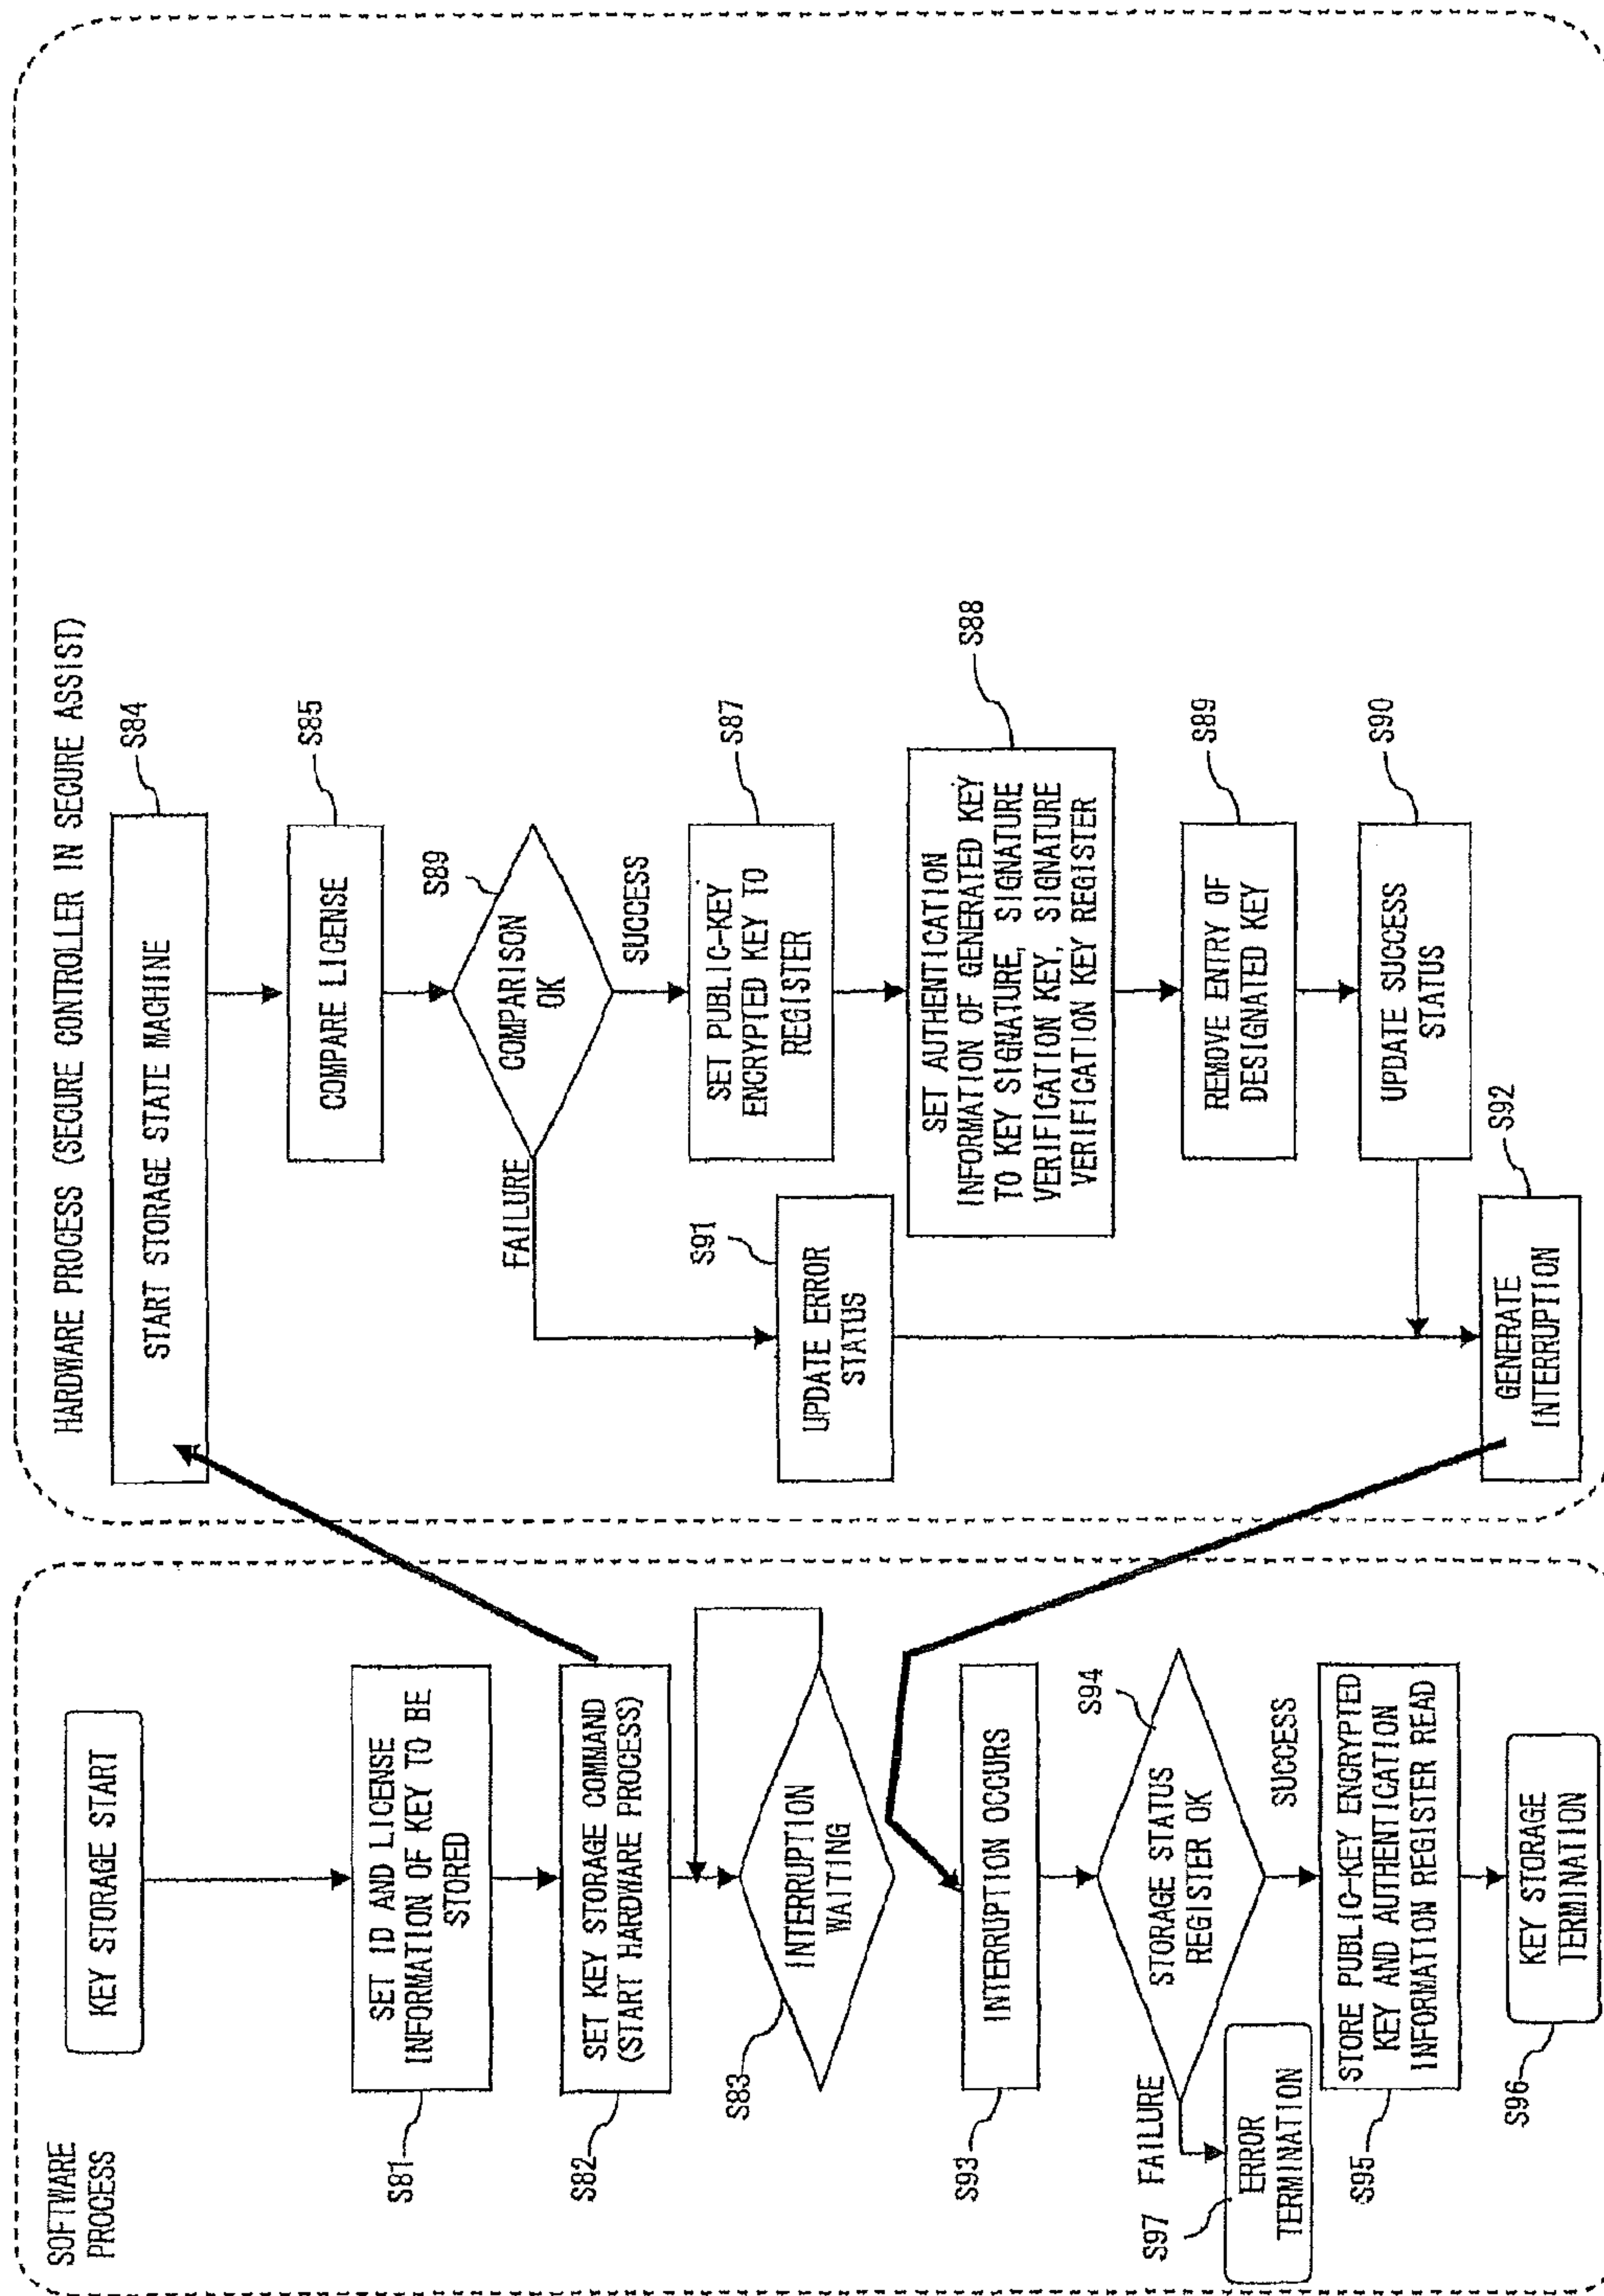 SOFTWARE
PROCESS
KEY STORAGE START
S81
SET ID AND LICENSE
INFORMATION OF KEY TO BE
STORED
S82
SET KEY STORAGE COMMAND
(START HARDWARE PROCESS)
S83
INTERRUPTION
WAITING
S93
INTERRUPTION OCCURS
S94
STORAGE STATUS
REGISTER OK
FAILURE
S97
ERROR
TERMINATION
SUCCESS
S95
STORE PUBLIC-KEY ENCRYPTED
KEY AND AUTHENTICATION
INFORMATION REGISTER READ
S96
KEY STORAGE
TERMINATION
HARDWARE PROCESS (SECURE CONTROLLER IN SECURE ASSIST)
S84
START STORAGE STATE MACHINE
S85
COMPARE LICENSE
S89
COMPARISON
OK
FAILURE
SUCCESS
S91
UPDATE ERROR
STATUS
S87
SET PUBLIC-KEY
ENCRYPTED KEY TO
REGISTER
S88
SET AUTHENTICATION
INFORMATION OF GENERATED KEY
TO KEY SIGNATURE, SIGNATURE
VERIFICATION KEY, SIGNATURE
VERIFICATION KEY REGISTER
S89
REMOVE ENTRY OF
DESIGNATED KEY
S90
UPDATE SUCCESS
STATUS
S92
GENERATE
INTERRUPTION